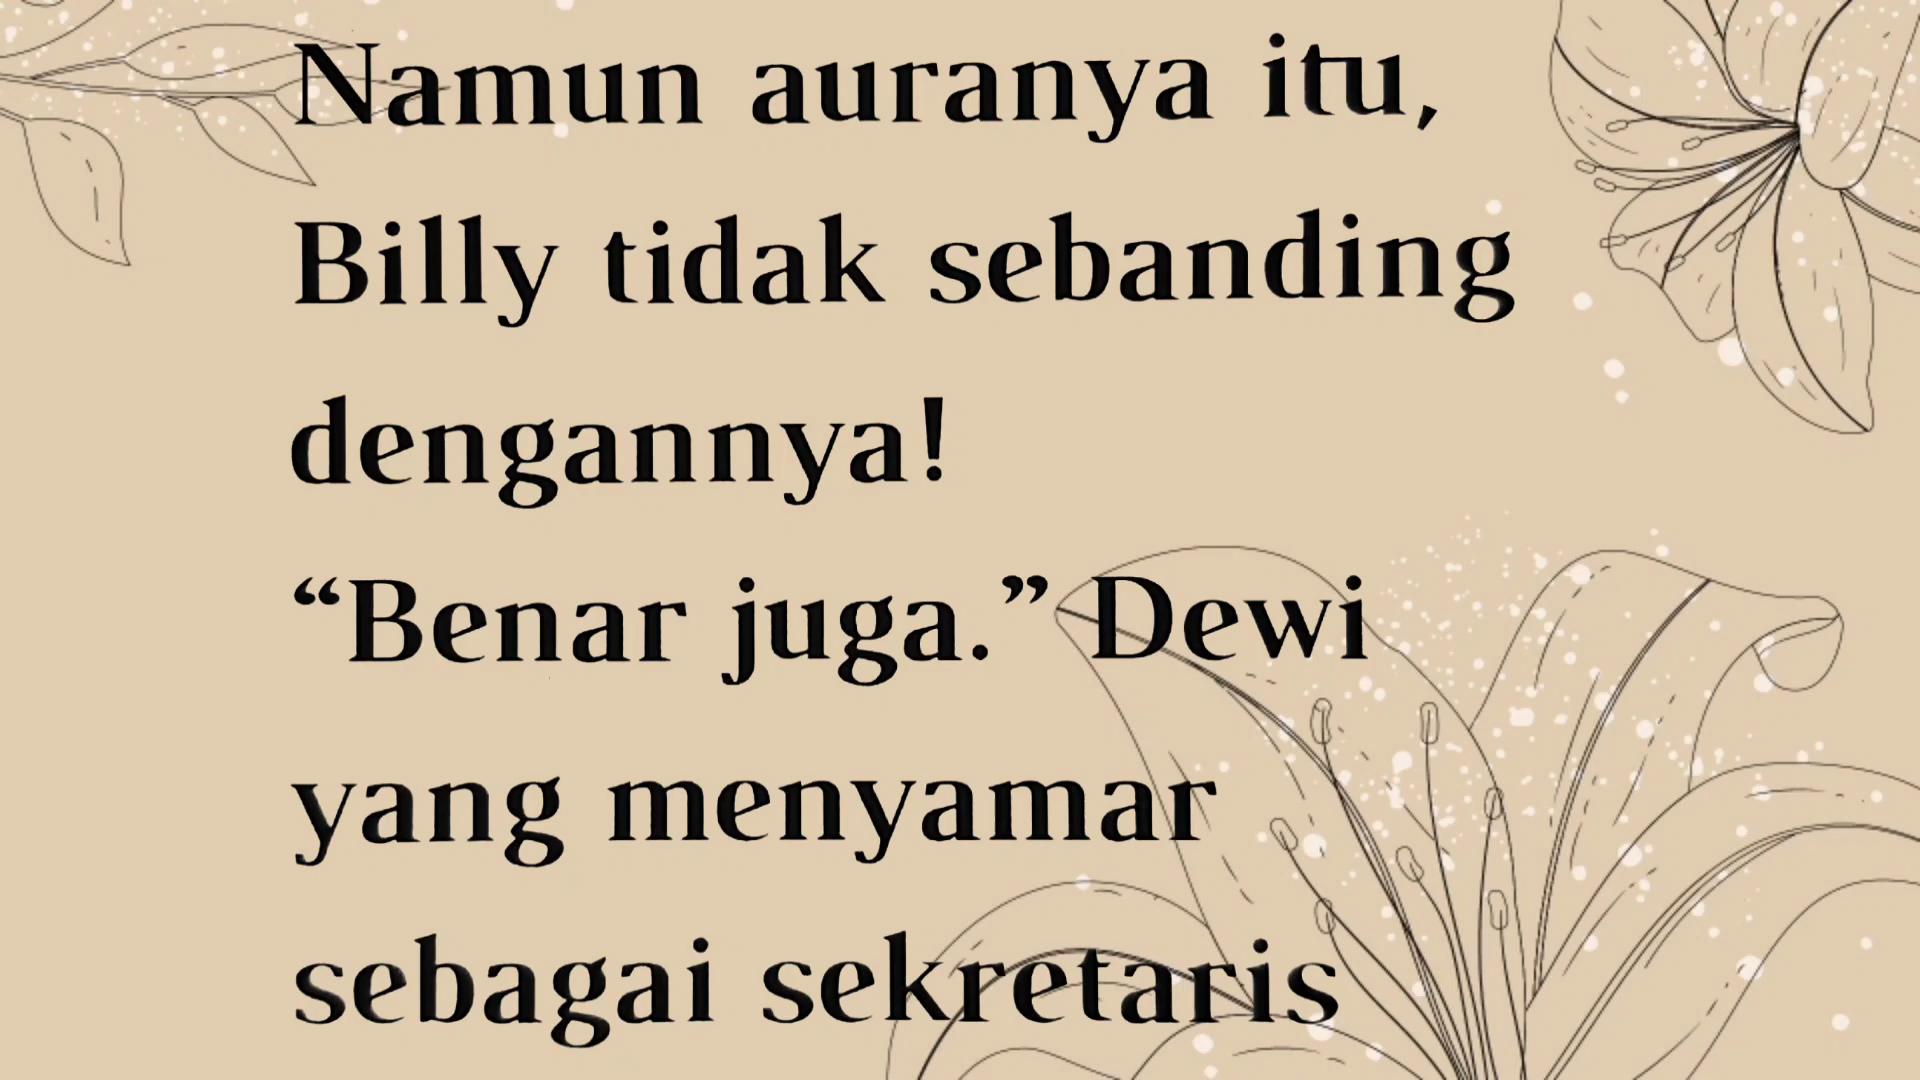 Namun auranya itu,
Billy tidak sebanding
dengannya!
“Benar juga.” Dewi
yang menyamar
sebagai sekretaris